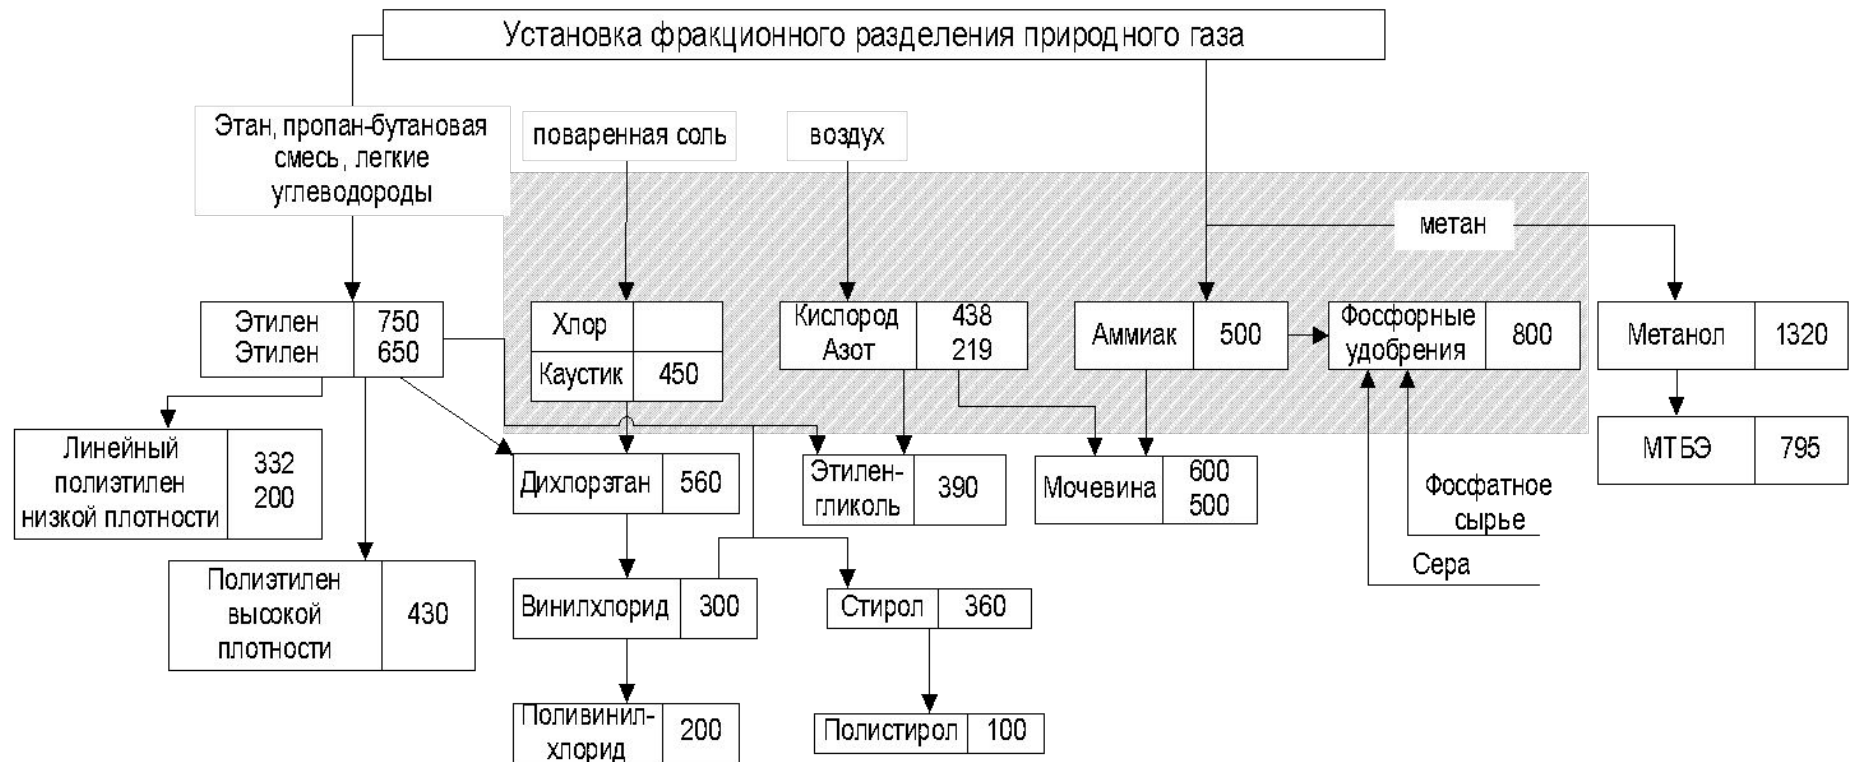 Установка фракционного разделения природного газа
Этан, пропан-бутановая
смесь, легкие
углеводороды
поваренная соль
воздух
метан
Этилен 750
Этилен 650
Хлор
Каустик 450
Кислород 438
Азот 219
Аммиак 500
Фосфорные
удобрения
800
Метанол 1320
Линейный
полиэтилен
низкой плотности
332
200
Дихлорэтан 560
Этилен-
гликоль
390
Мочевина
600
500
МТБЭ 795
Фосфатное
сырье
Сера
Полиэтилен
высокой
плотности
430
Винилхлорид 300
Стирол 360
Поливинил-
хлорид
200
Полистирол 100